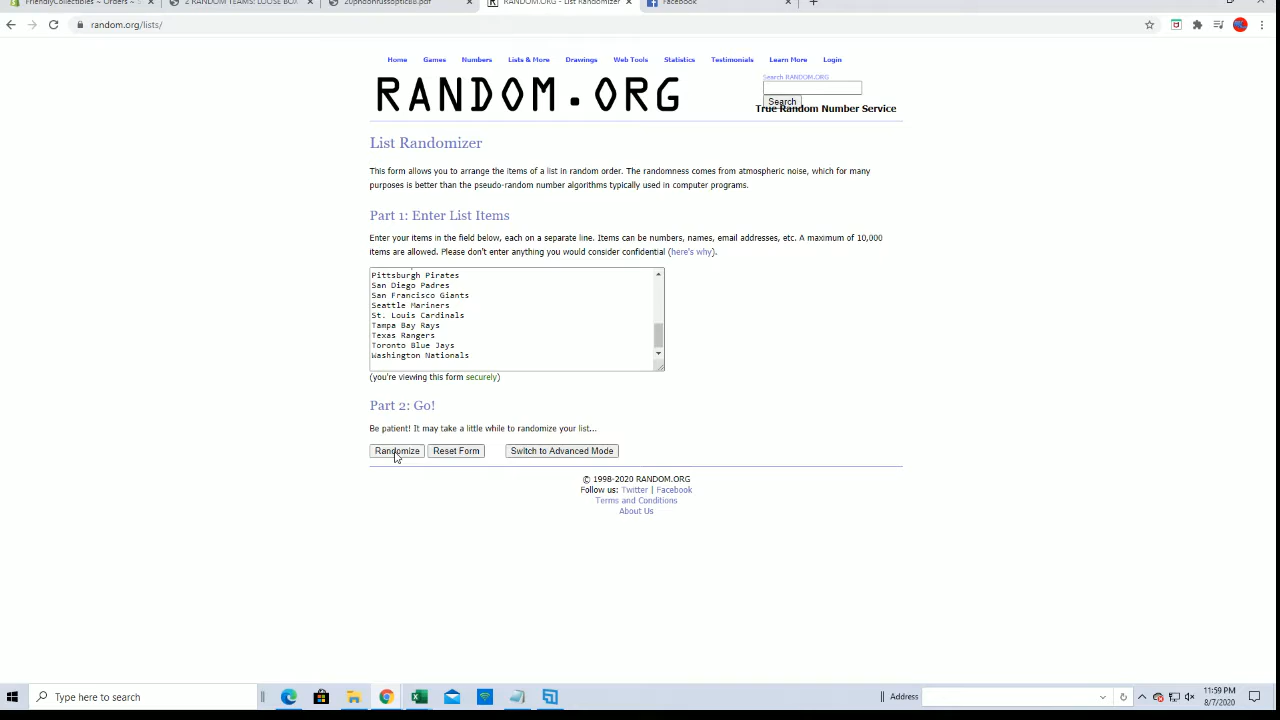 FriendlyCollectibles ~ Orders ~ S
2 RANDOM TEAMS: LOOSE BOX
RANDOM.ORG - List Randomizer
Facebook
random.org/lists/
Home Games Numbers Lists & More Drawings Web Tools Statistics Testimonials Learn More Login
RANDOM.ORG
Search RANDOM.ORG
Search
True Random Number Service
List Randomizer
This form allows you to arrange the items of a list in random order. The randomness comes from atmospheric noise, which for many
purposes is better than the pseudo-random number algorithms typically used in computer programs.
Part 1: Enter List Items
Enter your items in the field below, each on a separate line. Items can be numbers, names, email addresses, etc. A maximum of 10,000
items are allowed. Please don't enter anything you would consider confidential (here's why).
Pittsburgh Pirates
San Diego Padres
San Francisco Giants
Seattle Mariners
St. Louis Cardinals
Tampa Bay Rays
Texas Rangers
Toronto Blue Jays
Washington Nationals
(you're viewing this form securely)
Part 2: Go!
Be patient! It may take a little while to randomize your list...
Randomize Reset Form Switch to Advanced Mode
© 1998-2020 RANDOM.ORG
Follow us: Twitter | Facebook
Terms and Conditions
About Us
Type here to search
Address
11:59 PM
8/7/2020